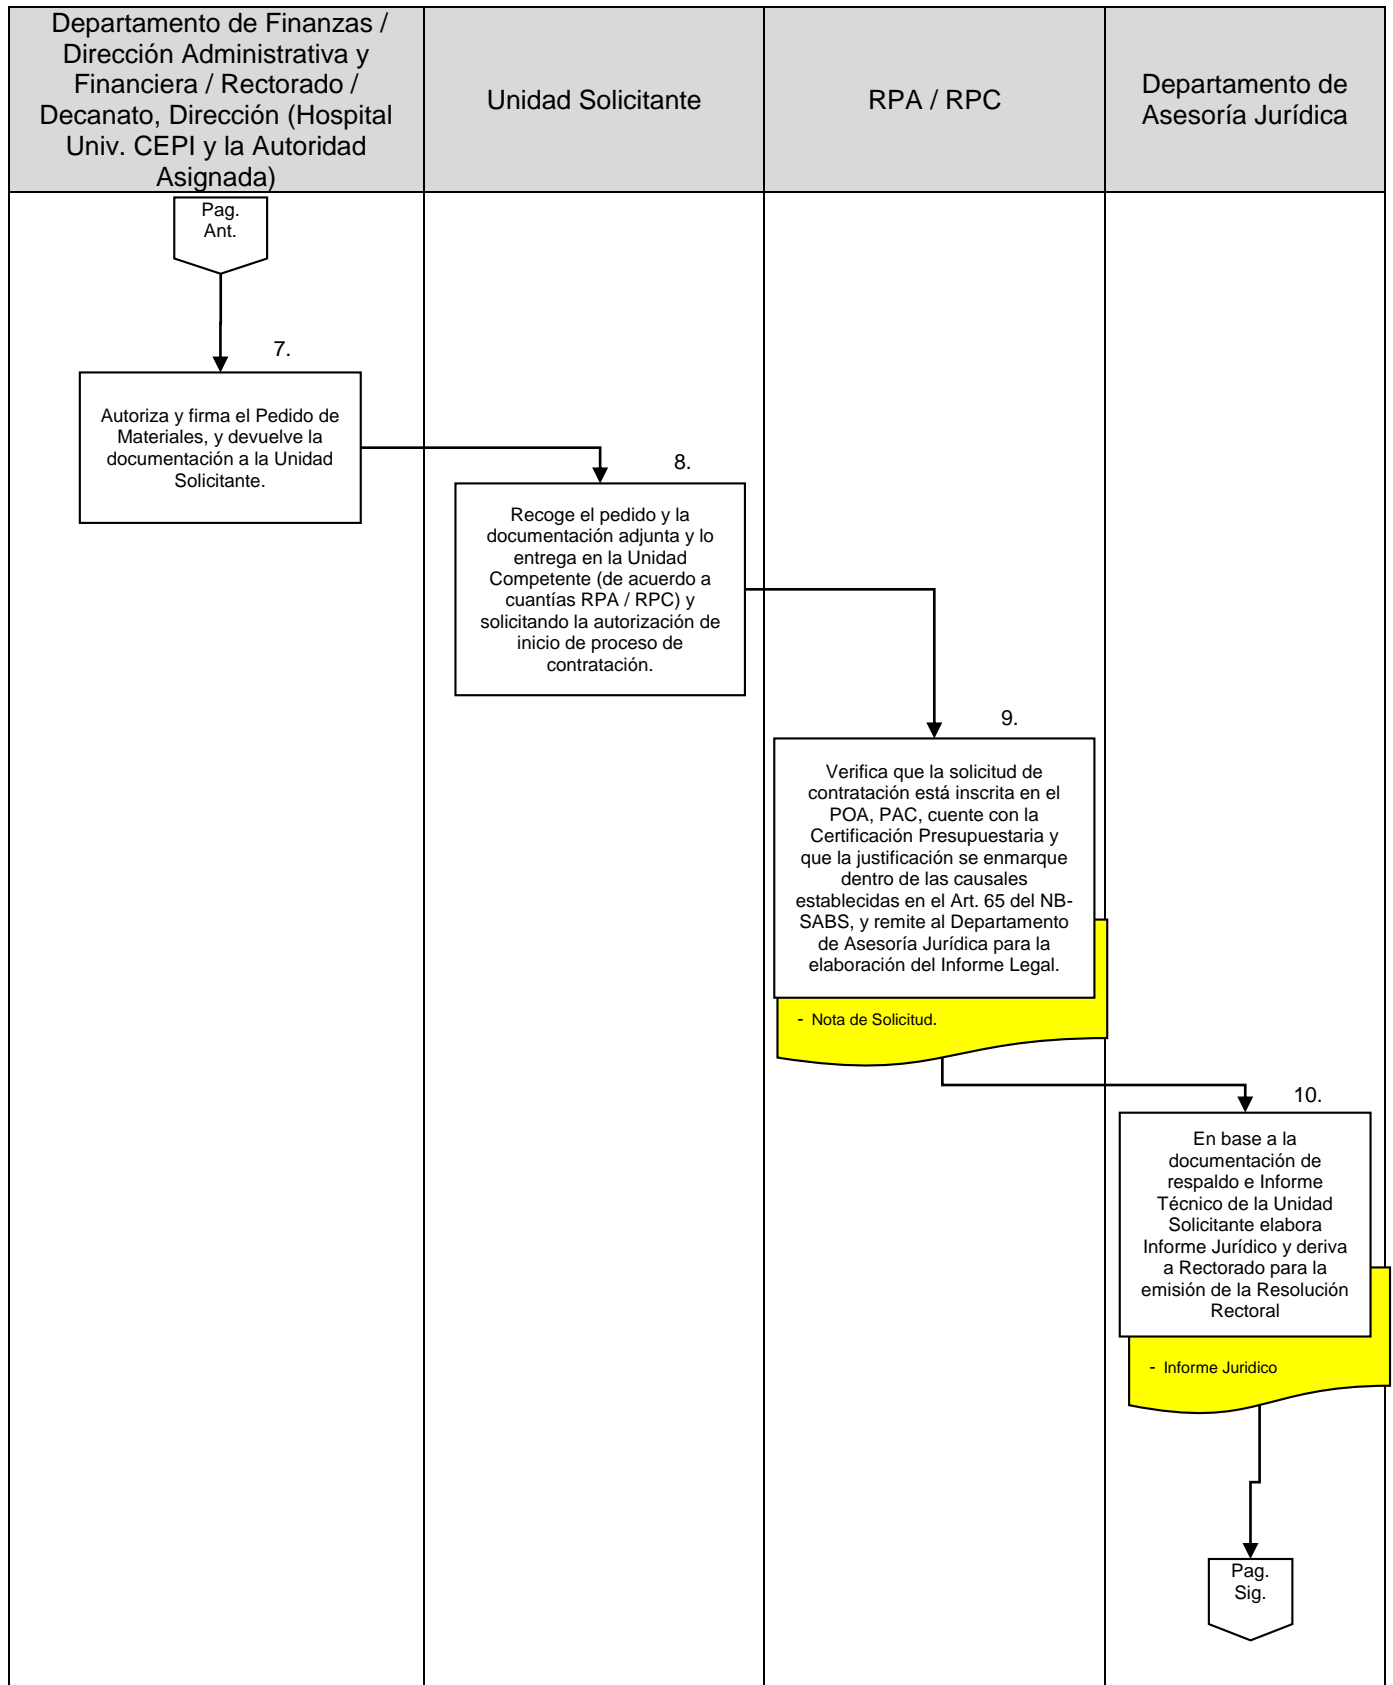 Departamento de Finanzas /
Dirección Administrativa y
Financiera / Rectorado /
Decanato, Dirección (Hospital
Univ. CEPI y la Autoridad
Asignada)
Unidad Solicitante
RPA / RPC
Departamento de
Asesoría Jurídica
Pag.
Ant.
7.
Autoriza y firma el Pedido de
Materiales, y devuelve la
documentación a la Unidad
Solicitante.
8.
Recoge el pedido y la
documentación adjunta y lo
entrega en la Unidad
Competente (de acuerdo a
cuantías RPA / RPC) y
solicitando la autorización de
inicio de proceso de
contratación.
9.
Verifica que la solicitud de
contratación está inscrita en el
POA, PAC, cuente con la
Certificación Presupuestaria y
que la justificación se enmarque
dentro de las causales
establecidas en el Art. 65 del NB-
SABS, y remite al Departamento
de Asesoría Jurídica para la
elaboración del Informe Legal.
- Nota de Solicitud.
10.
En base a la
documentación de
respaldo e Informe
Técnico de la Unidad
Solicitante elabora
Informe Jurídico y deriva
a Rectorado para la
emisión de la Resolución
Rectoral
- Informe Juridico
Pag.
Sig.